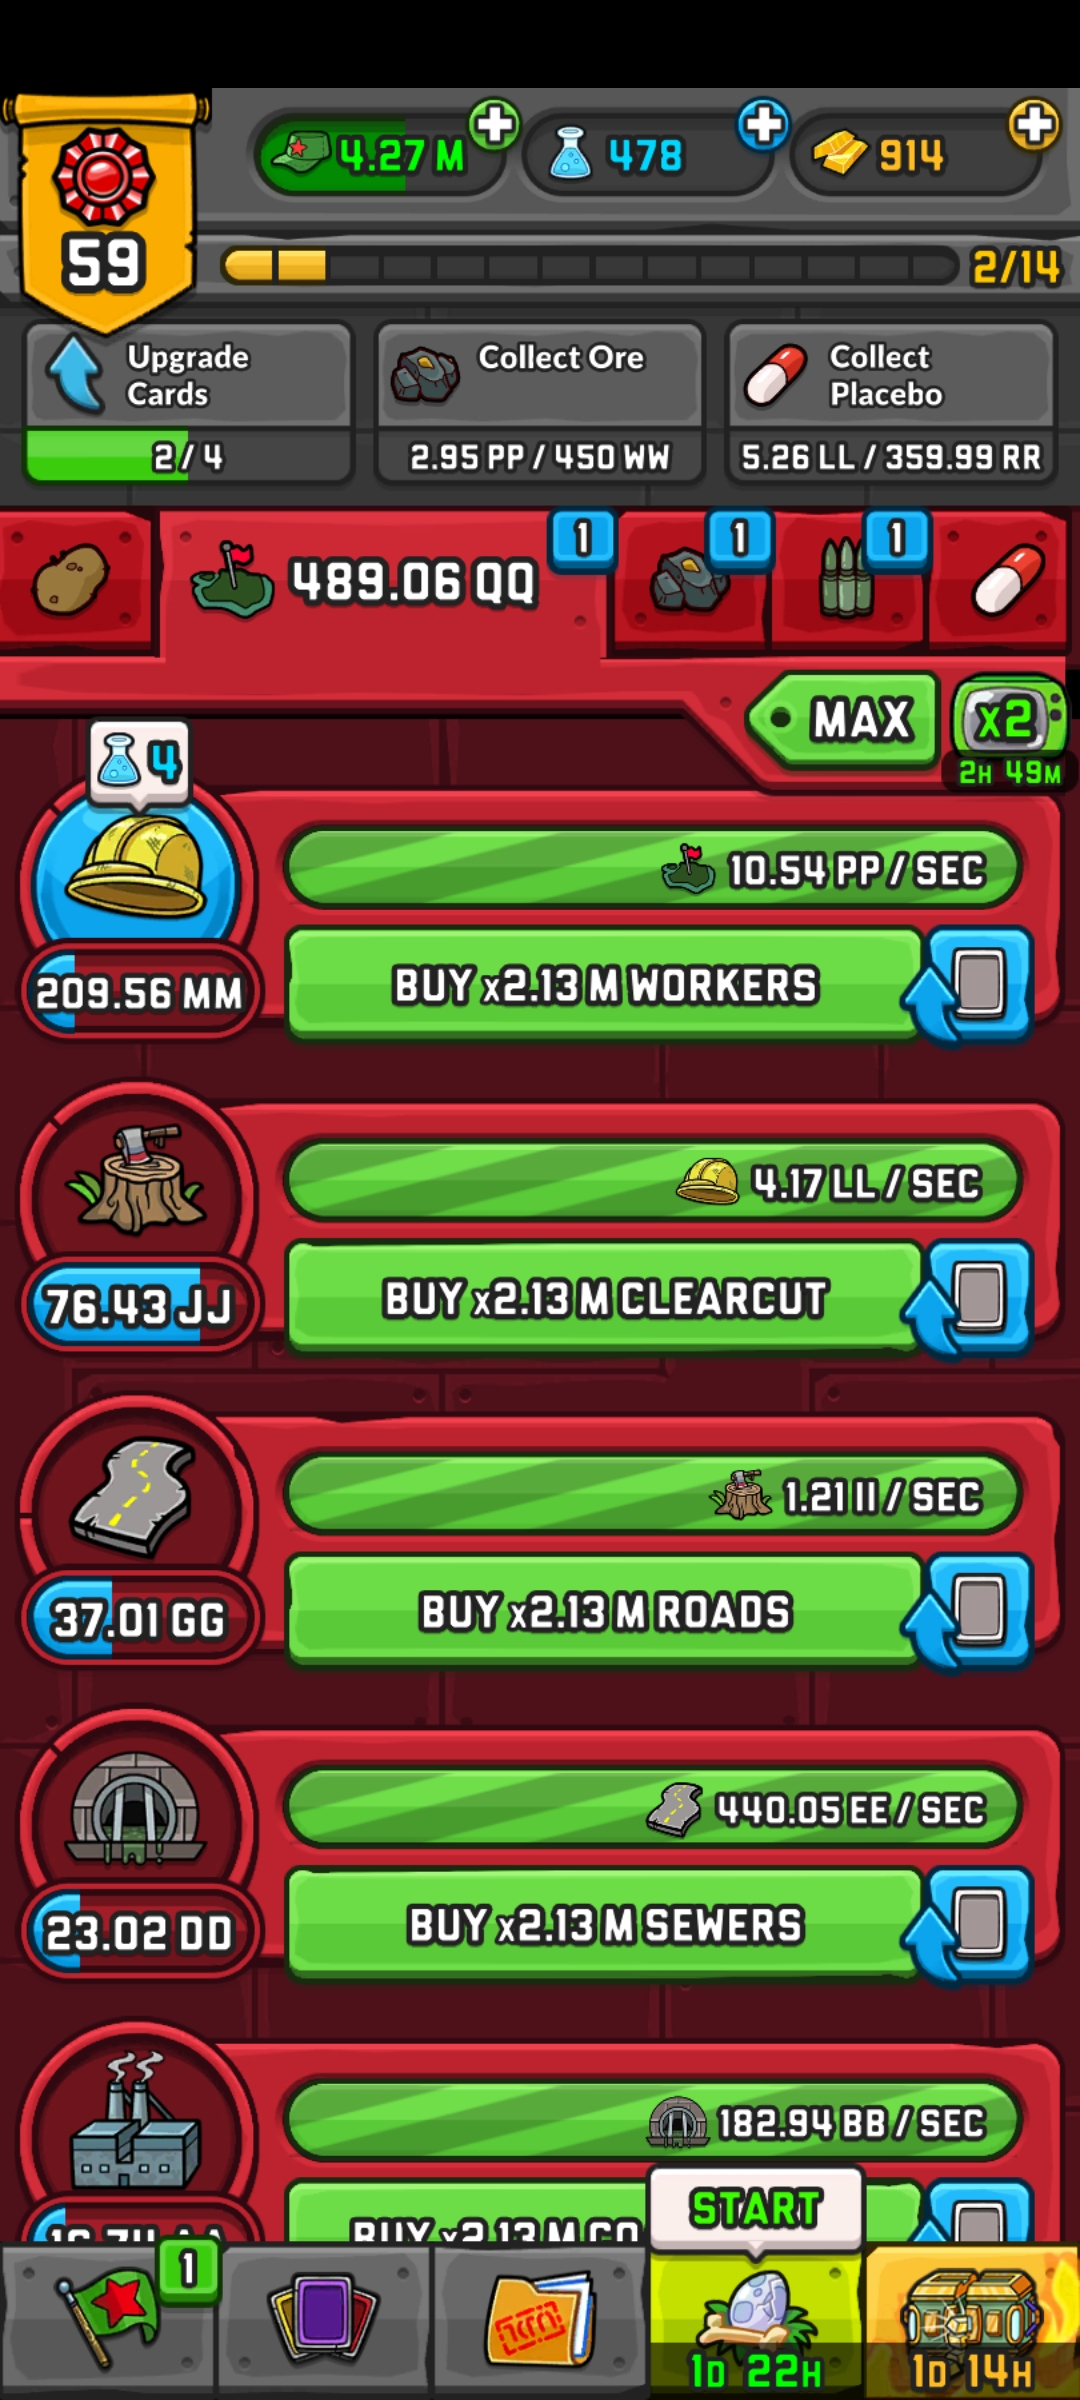 4.27 M
478
914
59
2/14
Upgrade
Cards
2/4
Collect Ore
2.95 PP / 450 WW
Collect
Placebo
5.26 LL / 359.99 RR
489.06 QQ
1
1
1
MAX
x2
2H 49M
4
10.54 PP / SEC
209.56 MM
BUY x2.13 M WORKERS
4.17 LL / SEC
76.43 JJ
BUY x2.13 M CLEARCUT
1.21 II / SEC
37.01 GG
BUY x2.13 M ROADS
440.05 EE / SEC
23.02 DD
BUY x2.13 M SEWERS
182.94 BB / SEC
BUY x2.13 M
START
1
1D 22H
1D 14H